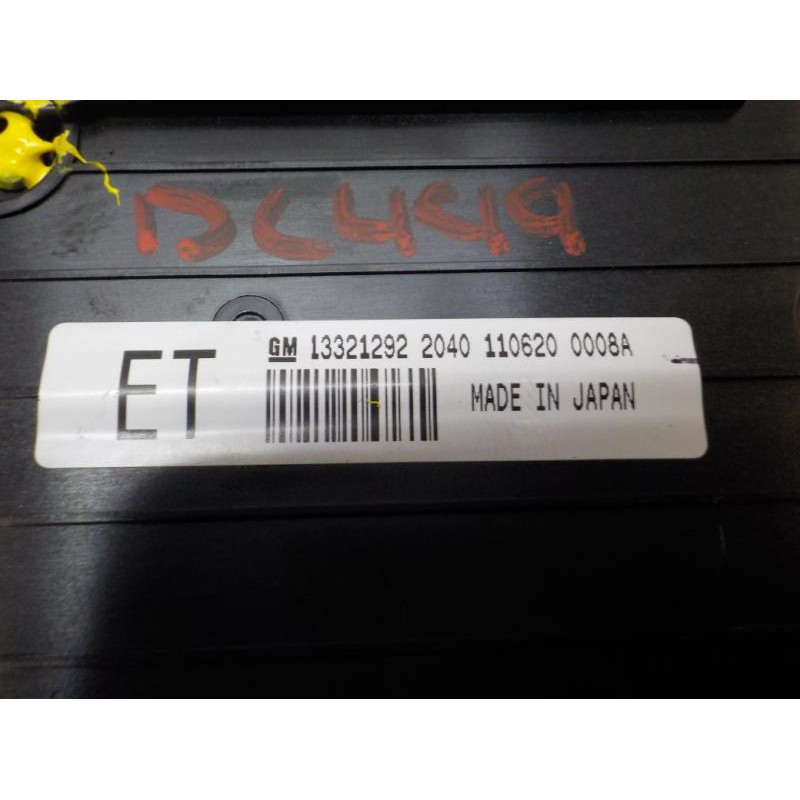 DC449
ET
GM 13321292 2040 110620 0008A
MADE IN JAPAN